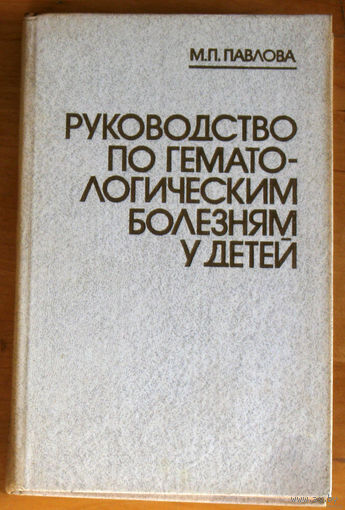 М.П. ПАВЛОВА
РУКОВОДСТВО
ПО ГЕМАТО-
ЛОГИЧЕСКИМ
БОЛЕЗНЯМ
У ДЕТЕЙ